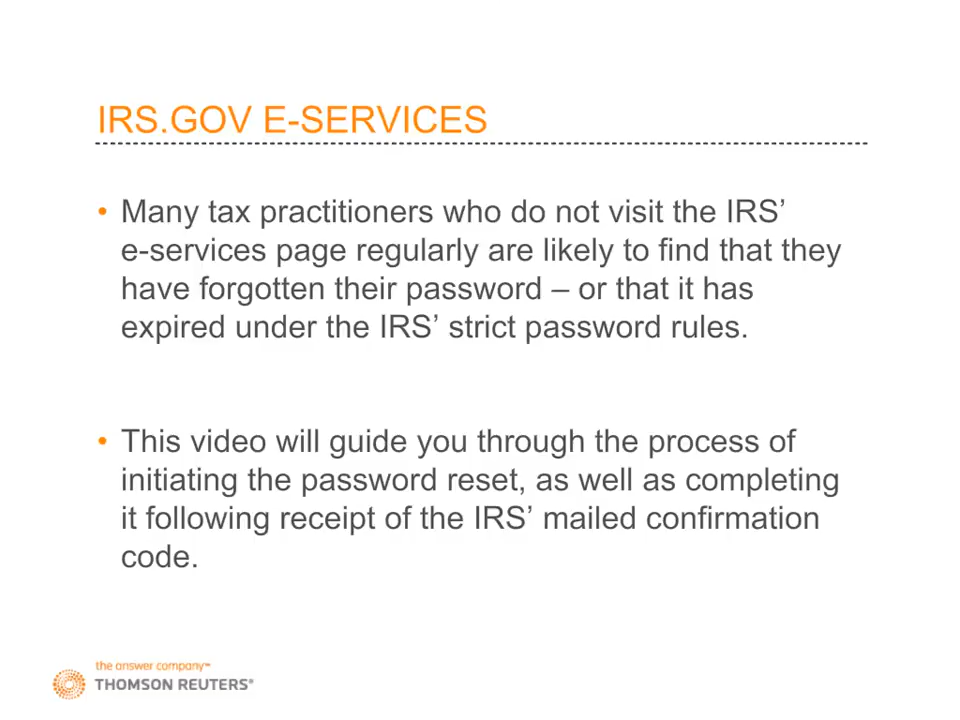 IRS.GOV E-SERVICES
• Many tax practitioners who do not visit the IRS’
e-services page regularly are likely to find that they
have forgotten their password – or that it has
expired under the IRS’ strict password rules.
• This video will guide you through the process of
initiating the password reset, as well as completing
it following receipt of the IRS’ mailed confirmation
code.
the answer company™
THOMSON REUTERS®